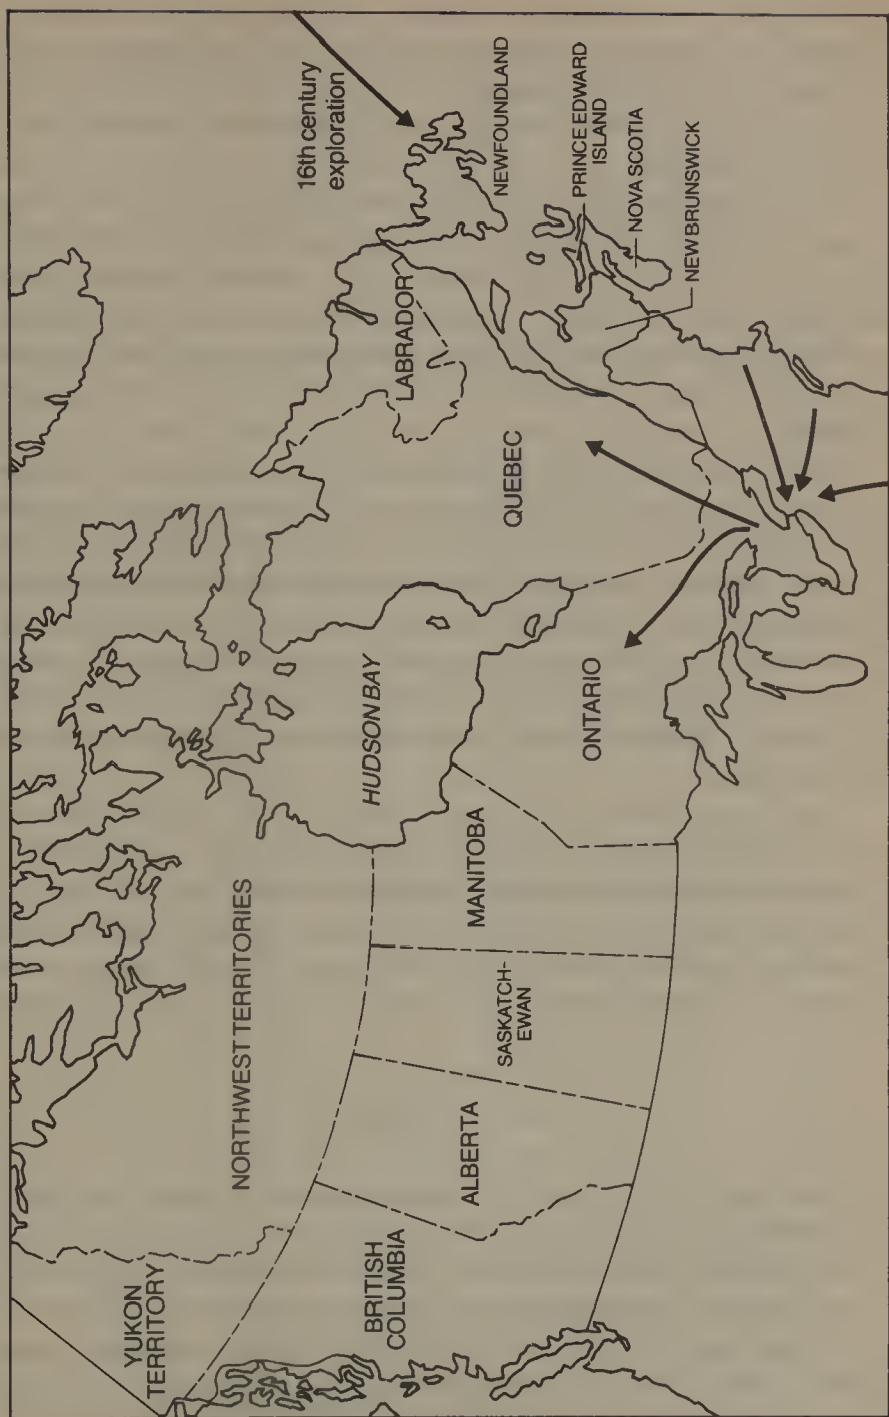 YUKON
TERRITORY
NORTHWEST TERRITORIES
BRITISH
COLUMBIA
ALBERTA
SASKATCH-
EWAN
MANITOBA
HUDSON BAY
ONTARIO
QUEBEC
LABRADOR
16th century
exploration
NEWFOUNDLAND
PRINCE EDWARD
ISLAND
NOVA SCOTIA
NEW BRUNSWICK